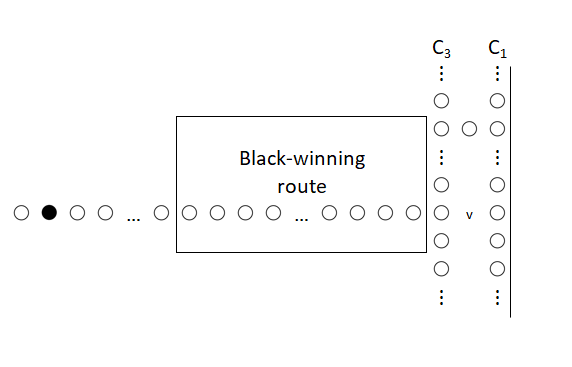 C₃ C₁
Black-winning
route
... ...
v